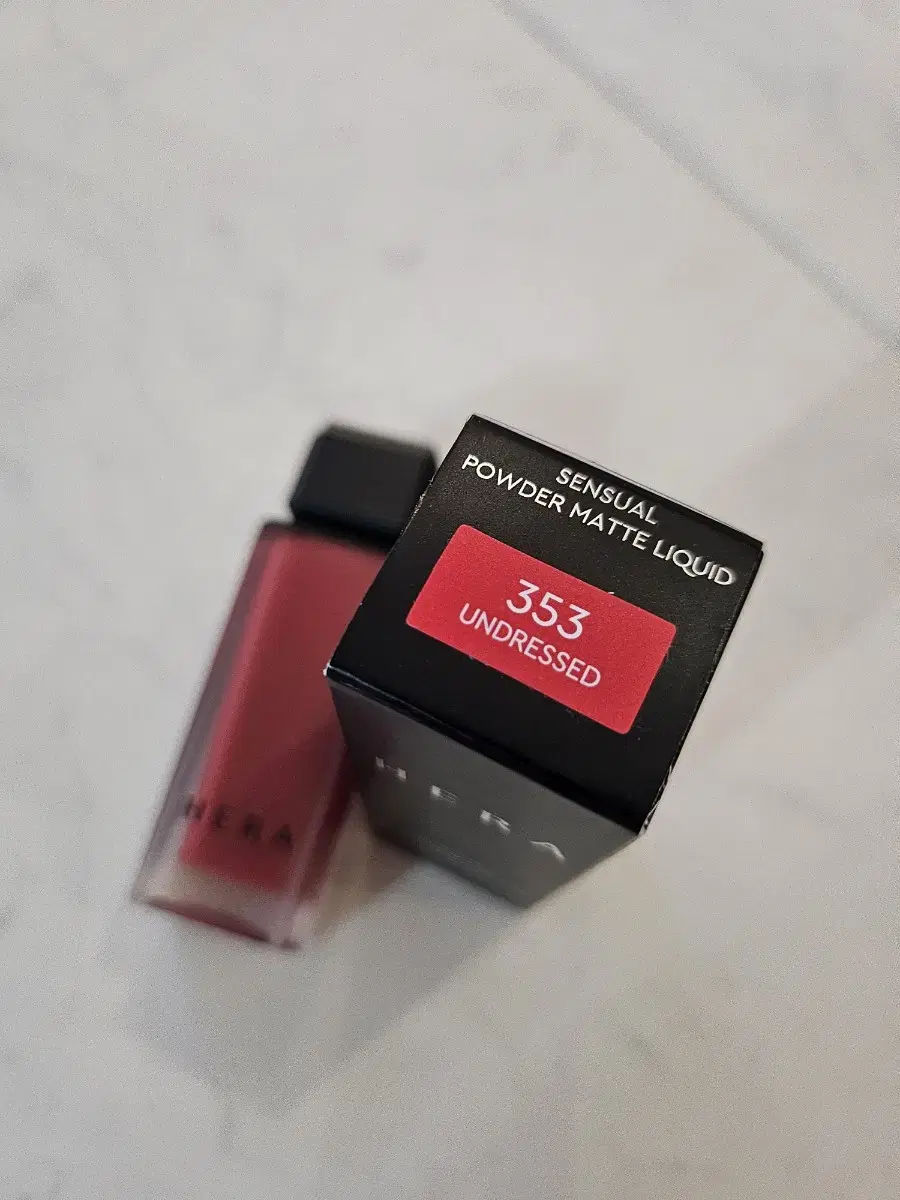 SENSUAL
POWDER MATTE LIQUID
353
UNDRESSED
HERA
HERA